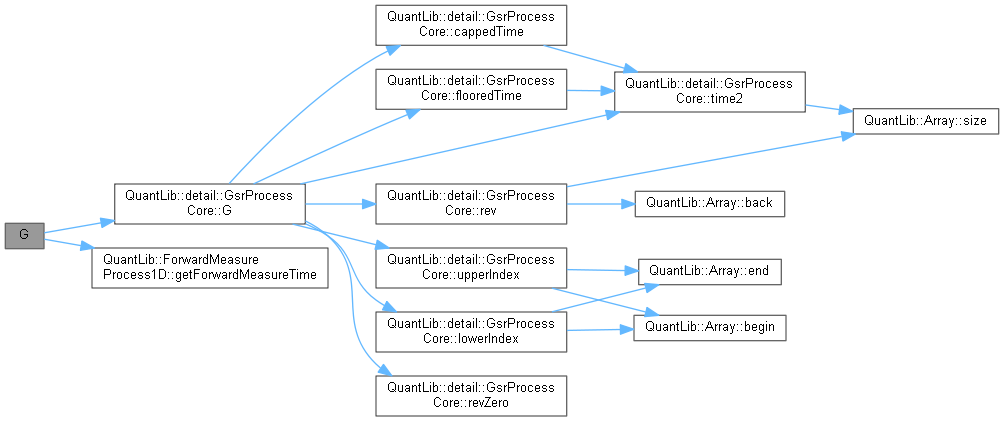 QuantLib::detail::GsrProcess
Core::cappedTime
QuantLib::detail::GsrProcess
Core::flooredTime
QuantLib::detail::GsrProcess
Core::time2
QuantLib::Array::size
QuantLib::detail::GsrProcess
Core::G
QuantLib::detail::GsrProcess
Core::rev
QuantLib::Array::back
G
QuantLib::ForwardMeasure
Process1D::getForwardMeasureTime
QuantLib::detail::GsrProcess
Core::upperIndex
QuantLib::Array::end
QuantLib::detail::GsrProcess
Core::lowerIndex
QuantLib::Array::begin
QuantLib::detail::GsrProcess
Core::revZero